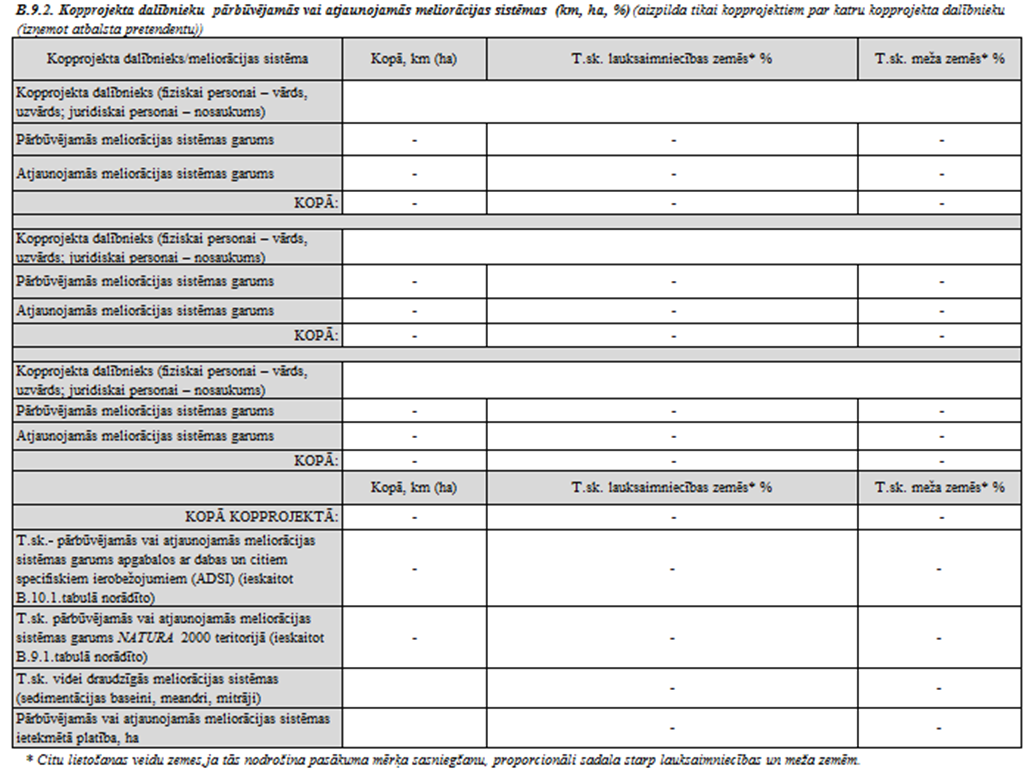 B.9.2. Kopprojekta dalībnieku pārbūvējamās vai atjaunojamās meliorācijas sistēmas (km, ha, %) (aizpilda tikai kopprojektiem par katru kopprojekta dalībnieku
(izņemot atbalsta pretendentu))
Kopprojekta dalībnieks/meliorācijas sistēma Kopā, km (ha) T.sk. lauksaimniecības zemēs* % T.sk. meža zemēs* %
Kopprojekta dalībnieks (fiziskai personai – vārds,
uzvārds; juridiskai personai – nosaukums)
Pārbūvējamās meliorācijas sistēmas garums - - -
Atjaunojamās meliorācijas sistēmas garums - - -
KOPĀ: - - -
Kopprojekta dalībnieks (fiziskai personai – vārds,
uzvārds; juridiskai personai – nosaukums)
Pārbūvējamās meliorācijas sistēmas garums - - -
Atjaunojamās meliorācijas sistēmas garums - - -
KOPĀ: - - -
Kopprojekta dalībnieks (fiziskai personai – vārds,
uzvārds; juridiskai personai – nosaukums)
Pārbūvējamās meliorācijas sistēmas garums - - -
Atjaunojamās meliorācijas sistēmas garums - - -
KOPĀ: - - -
Kopā, km (ha) T.sk. lauksaimniecības zemēs* % T.sk. meža zemēs* %
KOPĀ KOPPROJEKTĀ: - - -
T.sk.- pārbūvējamās vai atjaunojamās meliorācijas
sistēmas garums apgabalos ar dabas un citiem
specifiskiem ierobežojumiem (ADSI) (ieskaitot
B.10.1.tabulā norādīto) - - -
T.sk. pārbūvējamās vai atjaunojamās meliorācijas
sistēmas garums NATURA 2000 teritorijā (ieskaitot
B.9.1.tabulā norādīto) - - -
T.sk. videi draudzīgās meliorācijas sistēmas
(sedimentācijas baseini, meandri, mitrāji) - -
Pārbūvējamās vai atjaunojamās meliorācijas sistēmas
ietekmētā platība, ha - -
* Citu lietošanas veidu zemes,ja tās nodrošina pasākuma mērķa sasniegšanu, proporcionāli sadala starp lauksaimniecības un meža zemēm.